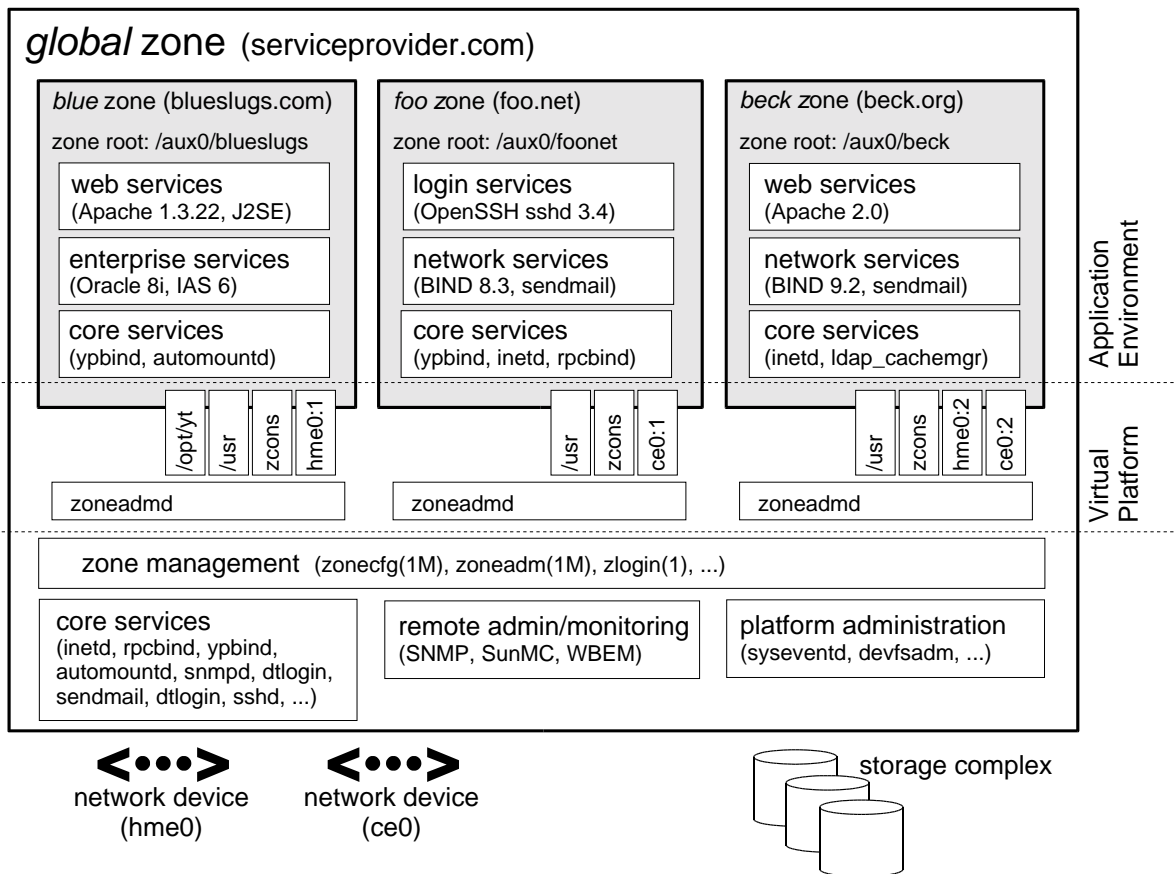 global zone (serviceprovider.com)
blue zone (blueslugs.com)
zone root: /aux0/blueslugs
web services
(Apache 1.3.22, J2SE)
enterprise services
(Oracle 8i, IAS 6)
core services
(ypbind, automountd)
foo zone (foo.net)
zone root: /aux0/foonet
login services
(OpenSSH sshd 3.4)
network services
(BIND 8.3, sendmail)
core services
(ypbind, inetd, rpcbind)
beck zone (beck.org)
zone root: /aux0/beck
web services
(Apache 2.0)
network services
(BIND 9.2, sendmail)
core services
(inetd, ldap_cachemgr)
Application
Environment
/opt/yt
/usr
zcons
hme0:1
/usr
zcons
ce0:1
/usr
zcons
hme0:2
ce0:2
zoneadmd
zoneadmd
zoneadmd
Virtual
Platform
zone management (zonecfg(1M), zoneadm(1M), zlogin(1), ...)
core services
(inetd, rpcbind, ypbind,
automountd, snmpd, dtlogin,
sendmail, dtlogin, sshd, ...)
remote admin/monitoring
(SNMP, SunMC, WBEM)
platform administration
(syseventd, devfsadm, ...)
network device
(hme0)
network device
(ce0)
storage complex